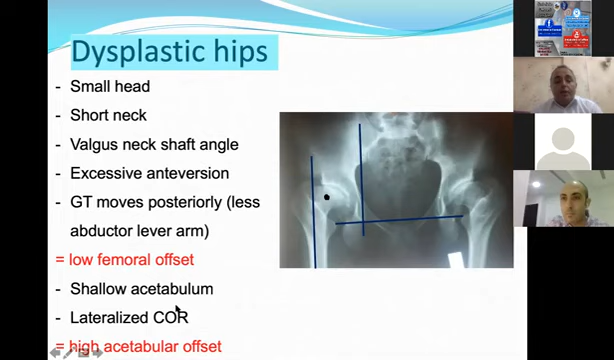 Dysplastic hips
- Small head
- Short neck
- Valgus neck shaft angle
- Excessive anteversion
- GT moves posteriorly (less
abductor lever arm)
= low femoral offset
- Shallow acetabulum
- Lateralized COR
= high acetabular offset